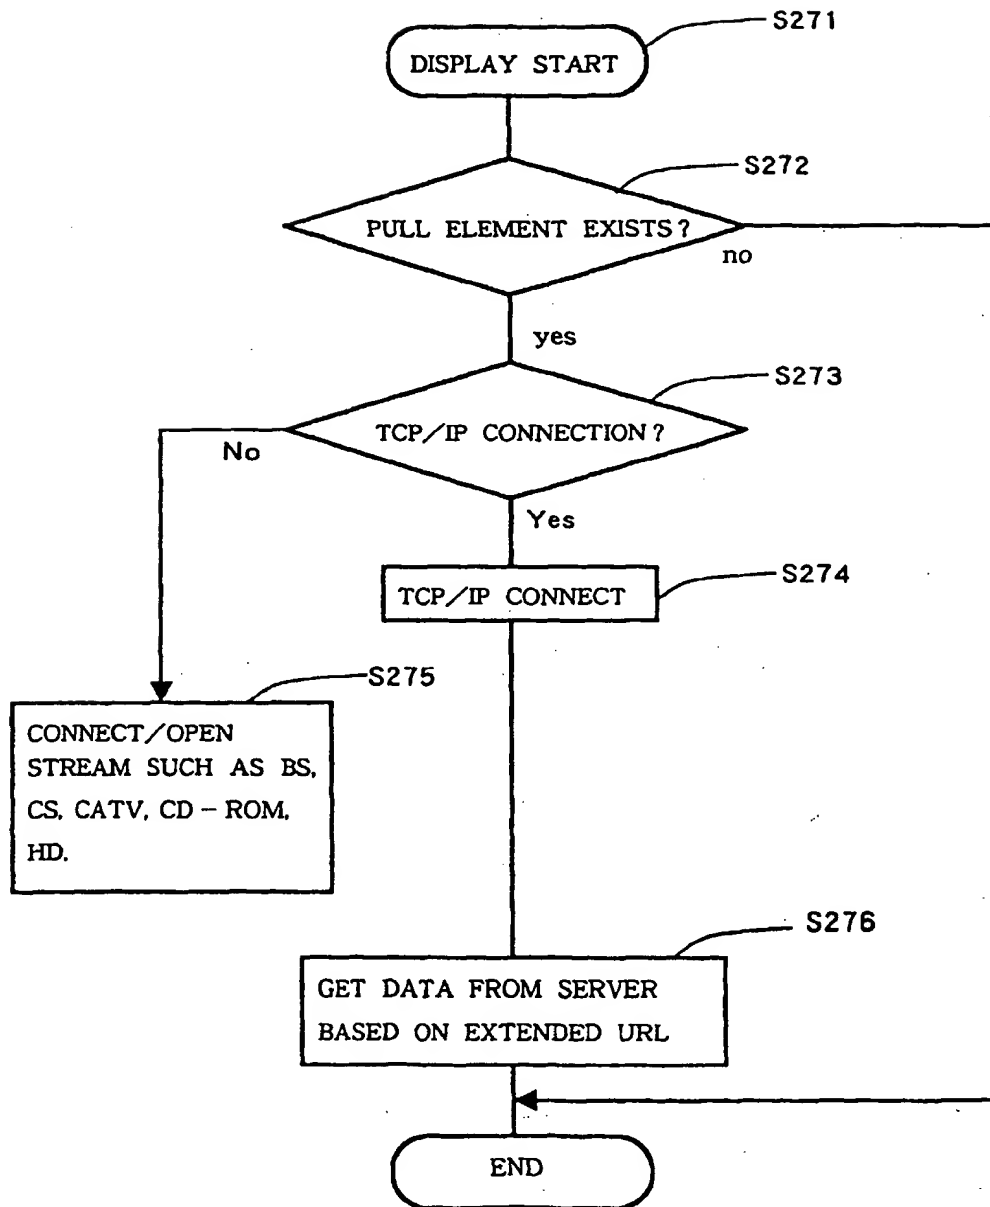 S271
DISPLAY START
S272
PULL ELEMENT EXISTS?
no
yes
S273
TCP/IP CONNECTION?
No
Yes
S274
TCP/IP CONNECT
S275
CONNECT/OPEN
STREAM SUCH AS BS,
CS, CATV, CD-ROM,
HD.
S276
GET DATA FROM SERVER
BASED ON EXTENDED URL
END